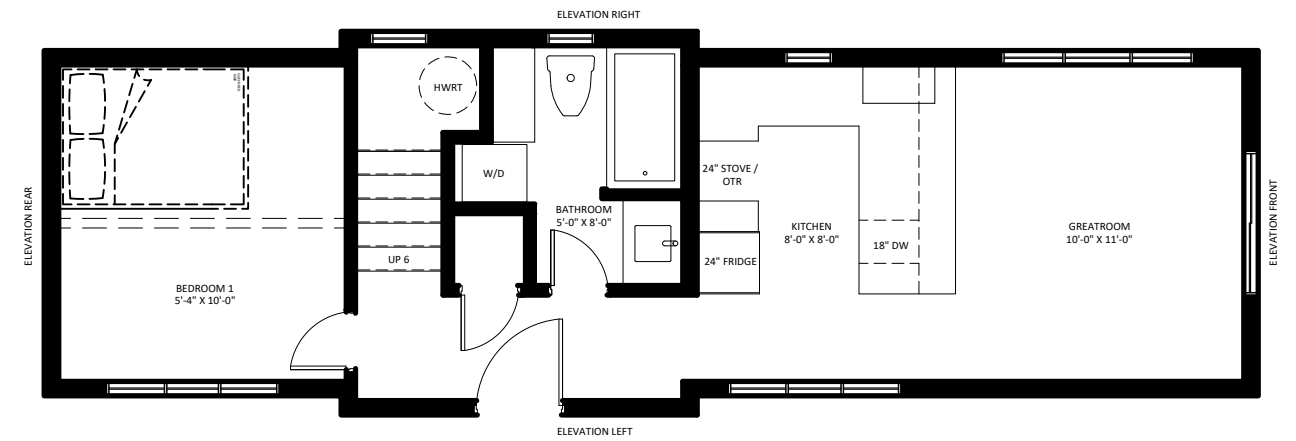 ELEVATION RIGHT
HWRT
W/D
24" STOVE /
OTR
BATHROOM
5'-0" X 8'-0"
KITCHEN
8'-0" X 8'-0"
GREATROOM
10'-0" X 11'-0"
ELEVATION REAR
ELEVATION FRONT
18" DW
UP 6
24" FRIDGE
BEDROOM 1
5'-4" X 10'-0"
ELEVATION LEFT